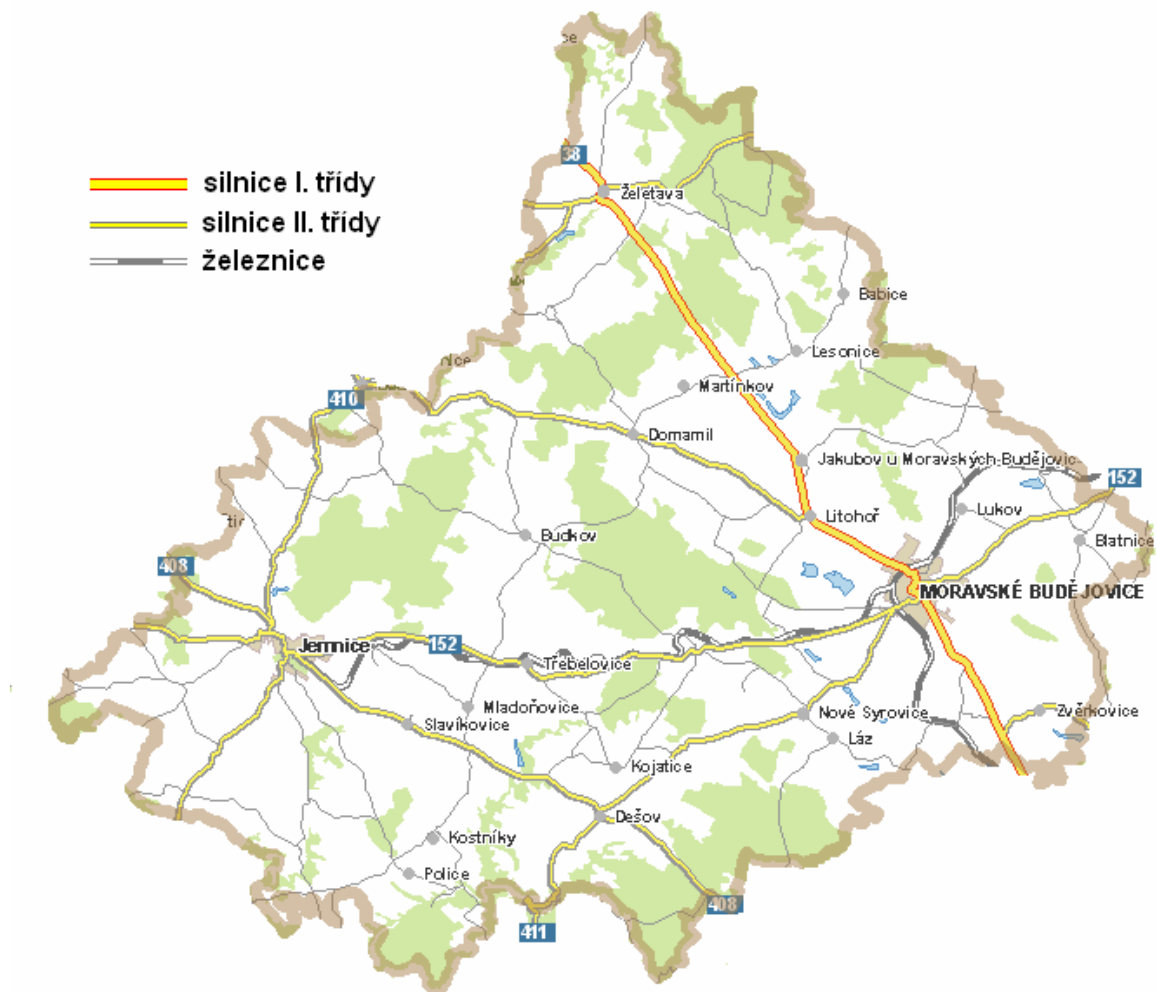 38
silnice I. třídy
Želetava
silnice II. třídy
železnice
Babice
Lesonice
Martínkov
410
Domamil
Jakubov u Moravských Budějovic
152
Litohoř
Lukov
Budkov
Blatnice
408
MORAVSKÉ BUDĚJOVICE
152
Jemnice
Třebelovice
Mladoňovice
Slavíkovice
Nové Syrovice
Zvěrkovice
Láz
Kojatice
Dešov
Kostníky
Police
408
411